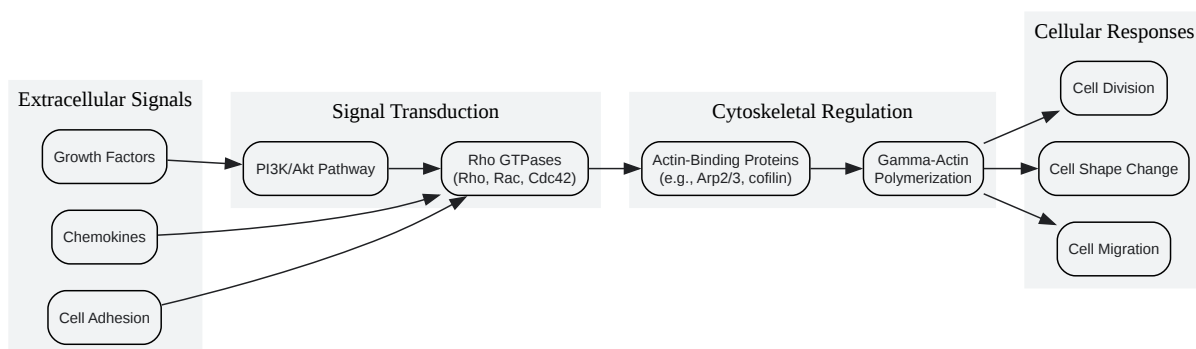 Extracellular Signals
Growth Factors
Chemokines
Cell Adhesion
Signal Transduction
PI3K/Akt Pathway
Rho GTPases
(Rho, Rac, Cdc42)
Cytoskeletal Regulation
Actin-Binding Proteins
(e.g., Arp2/3, cofilin)
Gamma-Actin
Polymerization
Cellular Responses
Cell Division
Cell Shape Change
Cell Migration